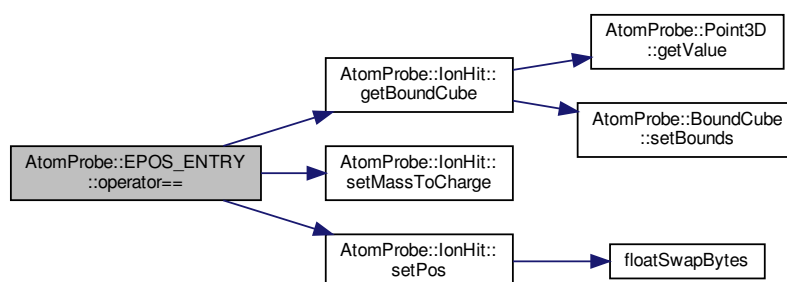 AtomProbe::EPOS_ENTRY
::operator==
AtomProbe::IonHit::
getBoundCube
AtomProbe::Point3D
::getValue
AtomProbe::BoundCube
::setBounds
AtomProbe::IonHit::
setMassToCharge
AtomProbe::IonHit::
setPos
floatSwapBytes